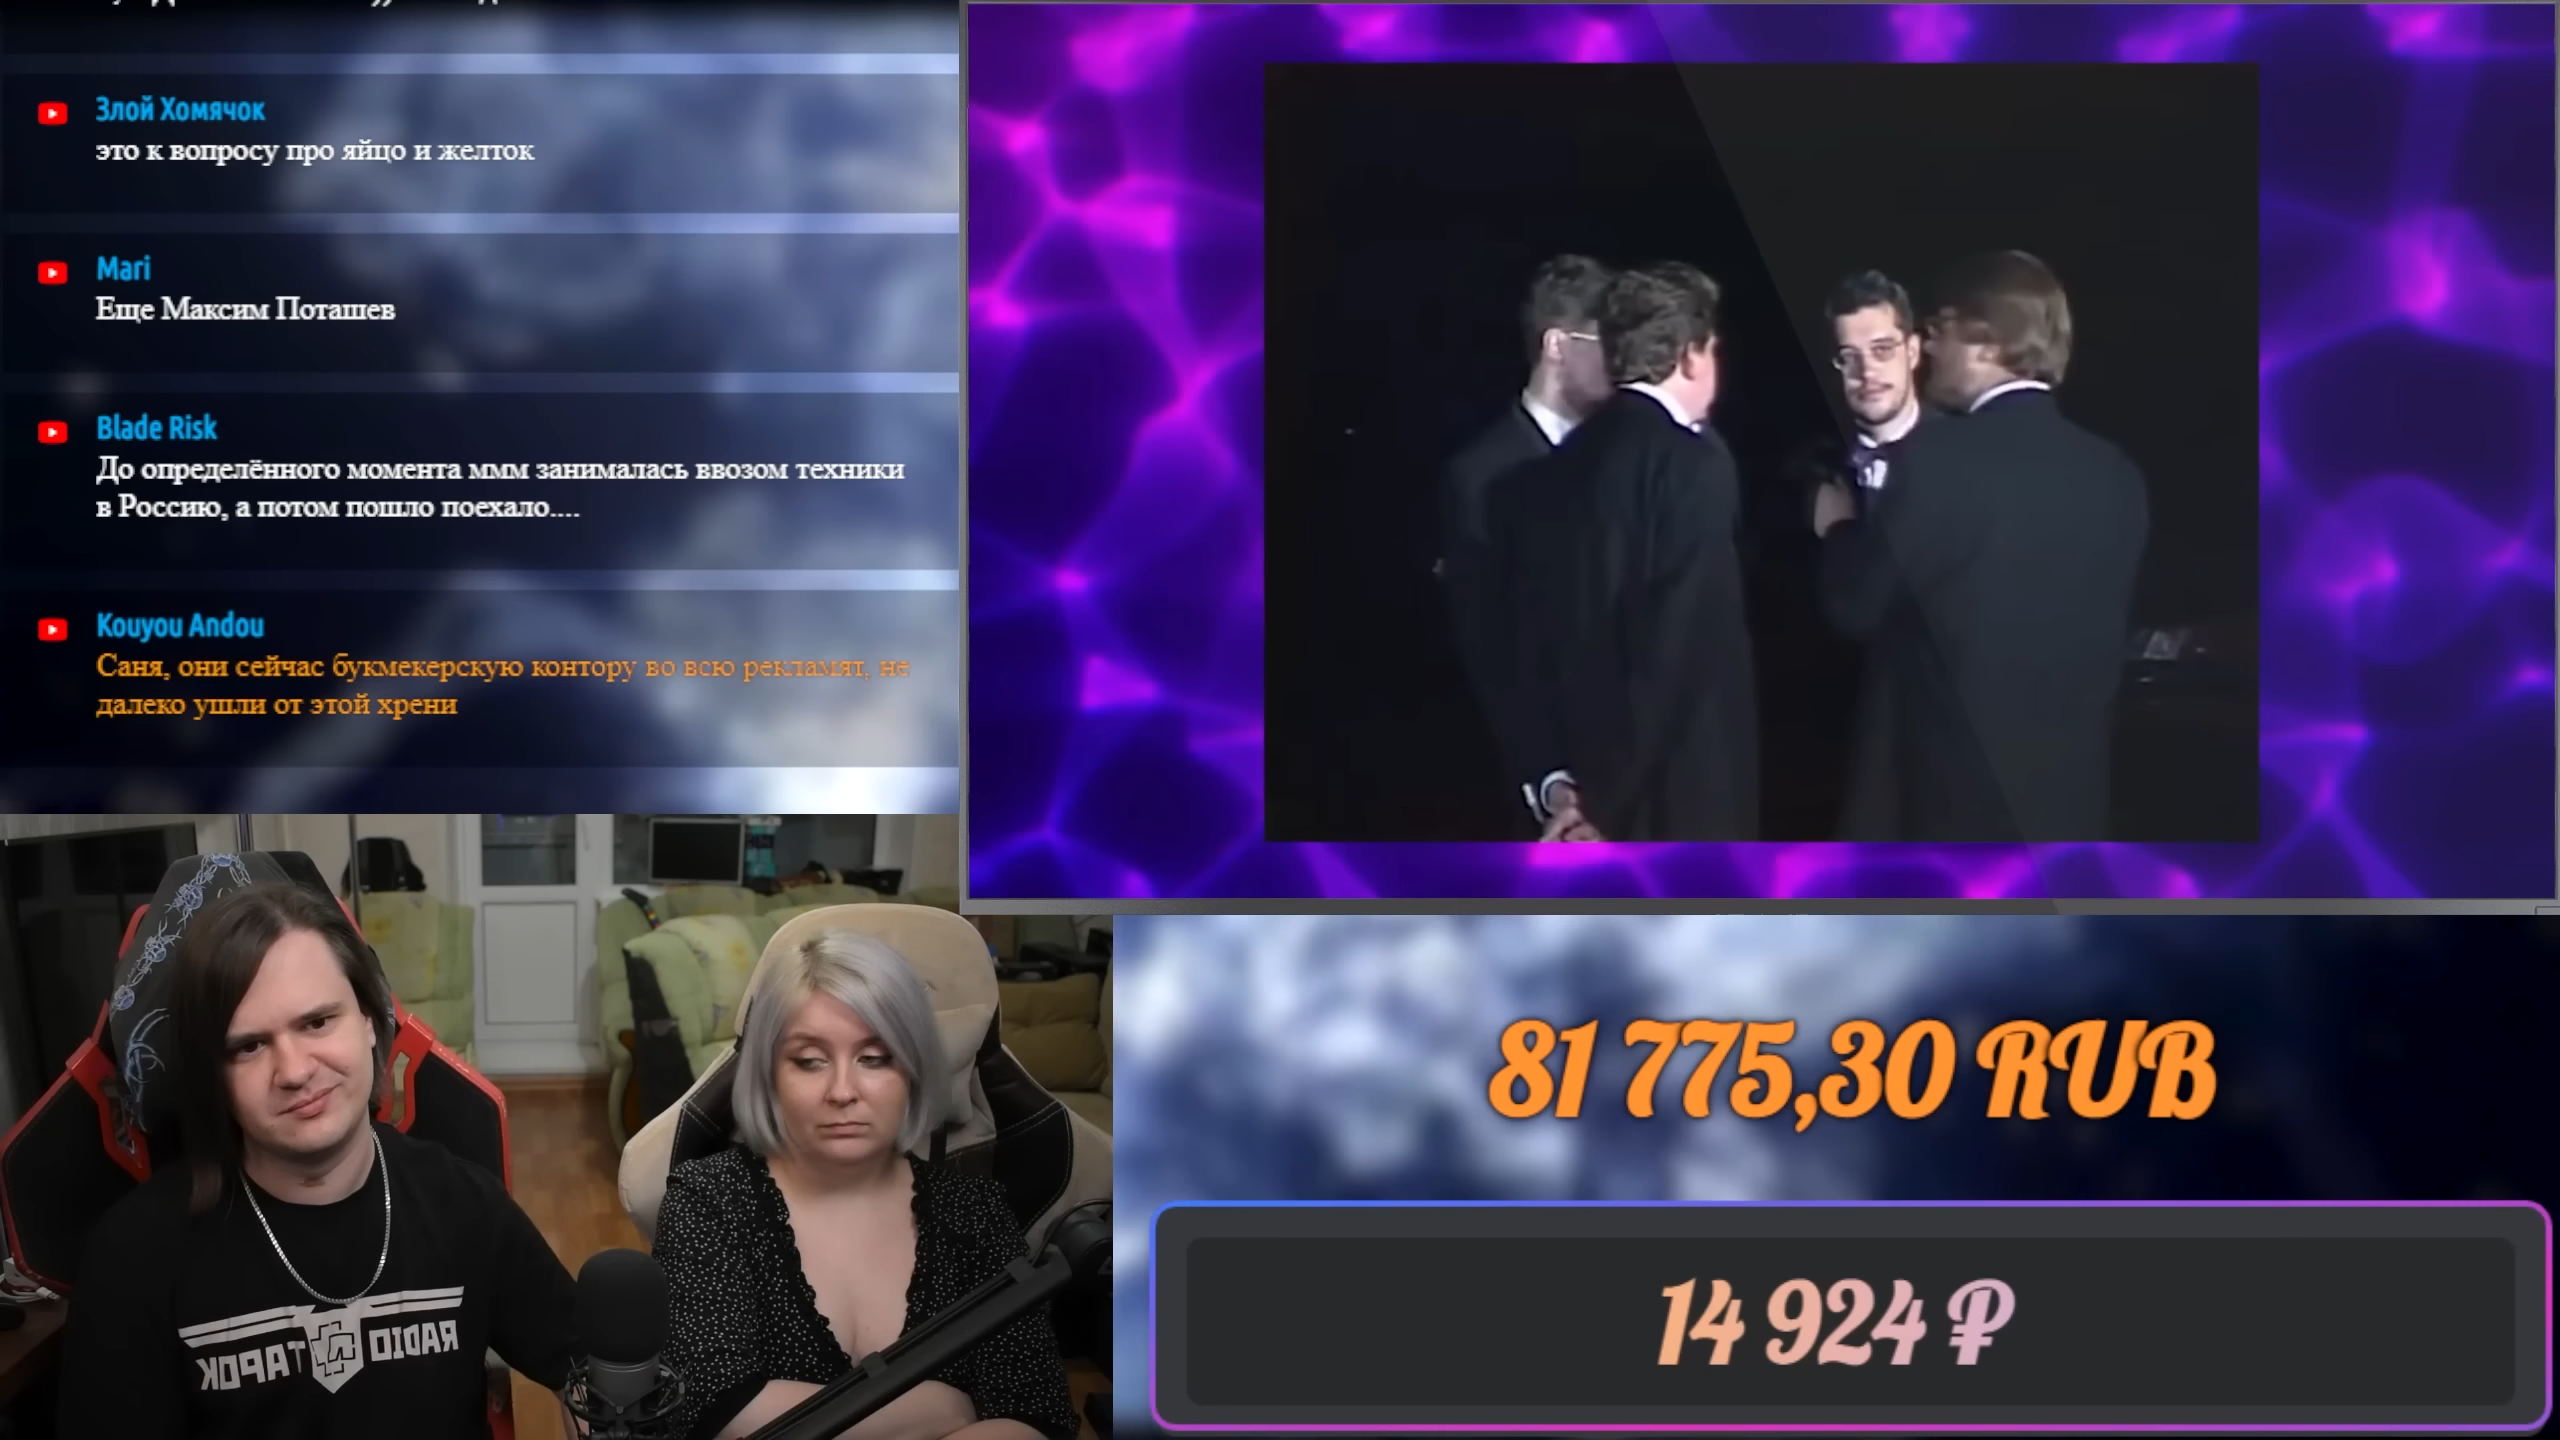 Злой Хомячок
это к вопросу про яйцо и желток
Mari
Еще Максим Поташев
Blade Risk
До определённого момента ммм занималась ввозом техники
в Россию, а потом пошло поехало....
Kouyou Andou
Саня, они сейчас букмекерскую контору во всю рекламят, не
далеко ушли от этой хрени
RADIO ТАРОК
81 775,30 RUB
14 924 ₽